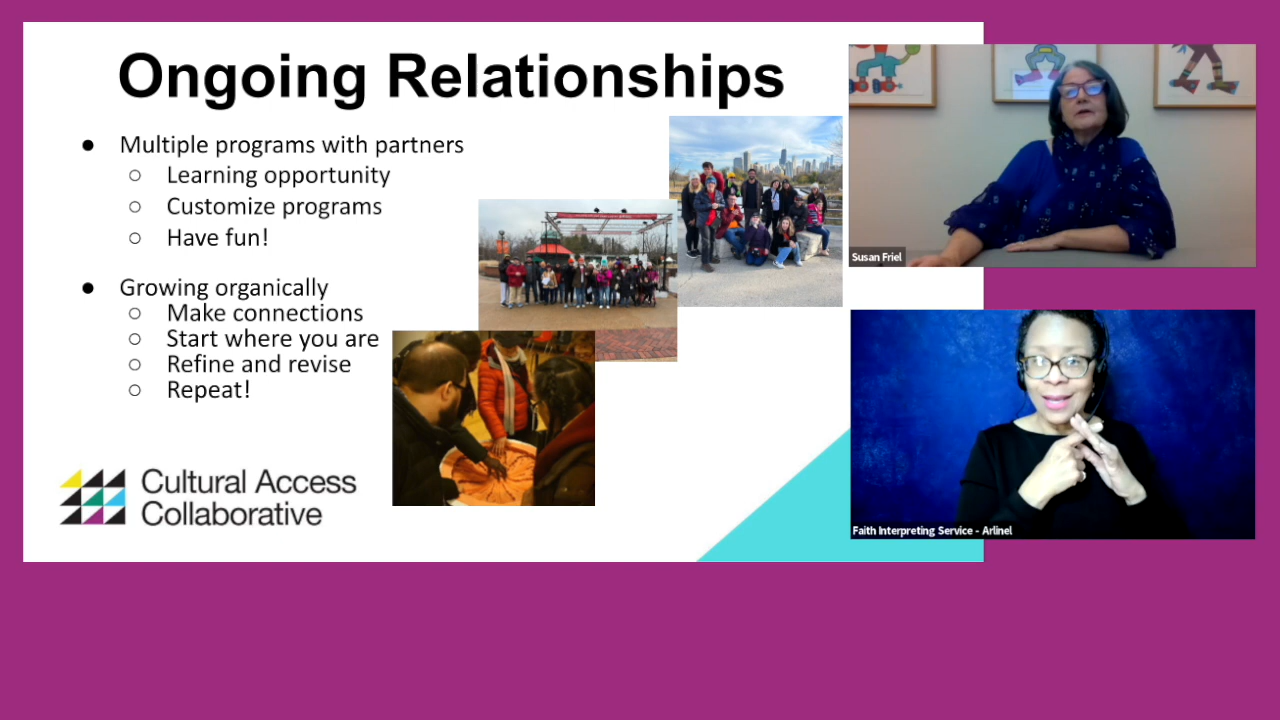 Ongoing Relationships
● Multiple programs with partners
○ Learning opportunity
○ Customize programs
○ Have fun!
● Growing organically
○ Make connections
○ Start where you are
○ Refine and revise
○ Repeat!
Cultural Access
Collaborative
Susan Friel
Faith Interpreting Service - Arlinel